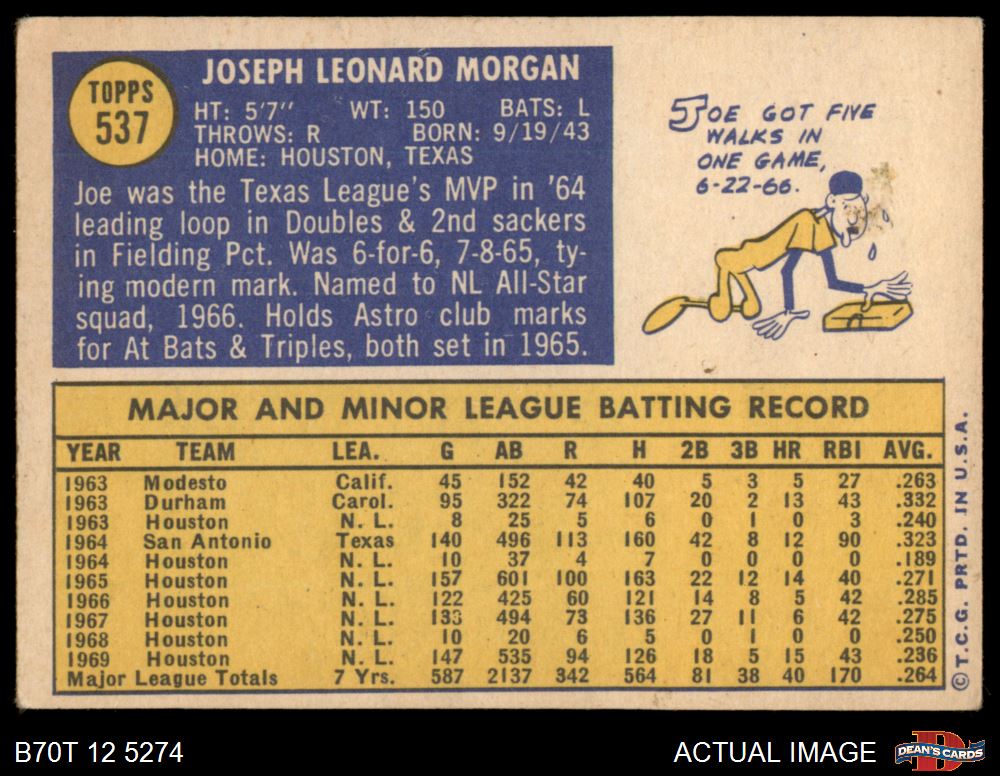 TOPPS
537
JOSEPH LEONARD MORGAN
HT: 5'7" WT: 150 BATS: L
THROWS: R BORN: 9/19/43
HOME: HOUSTON, TEXAS
Joe was the Texas League's MVP in '64
leading loop in Doubles & 2nd sackers
in Fielding Pct. Was 6-for-6, 7-8-65, ty-
ing modern mark. Named to NL All-Star
squad, 1966. Holds Astro club marks
for At Bats & Triples, both set in 1965.
JOE GOT FIVE
WALKS IN
ONE GAME,
6-22-66.
MAJOR AND MINOR LEAGUE BATTING RECORD
YEAR TEAM LEA. G AB R H 2B 3B HR RBI AVG.
1963 Modesto Calif. 45 152 42 40 5 3 5 27 .263
1963 Durham Carol. 95 322 74 107 20 2 13 43 .332
1963 Houston N. L. 8 25 5 6 0 1 0 3 .240
1964 San Antonio Texas 140 496 113 160 42 8 12 90 .323
1964 Houston N. L. 10 37 4 7 0 0 0 0 .189
1965 Houston N. L. 157 601 100 163 22 12 14 40 .271
1966 Houston N. L. 122 425 60 121 14 8 5 42 .285
1967 Houston N. L. 133 494 73 136 27 11 6 42 .275
1968 Houston N. L. 10 20 6 5 0 1 0 0 .250
1969 Houston N. L. 147 535 94 126 18 5 15 43 .236
Major League Totals 7 Yrs. 587 2137 342 564 81 38 40 170 .264
©T.C.G. PRTD. IN U.S.A.
B70T 12 5274
ACTUAL IMAGE
DEAN'S CARDS